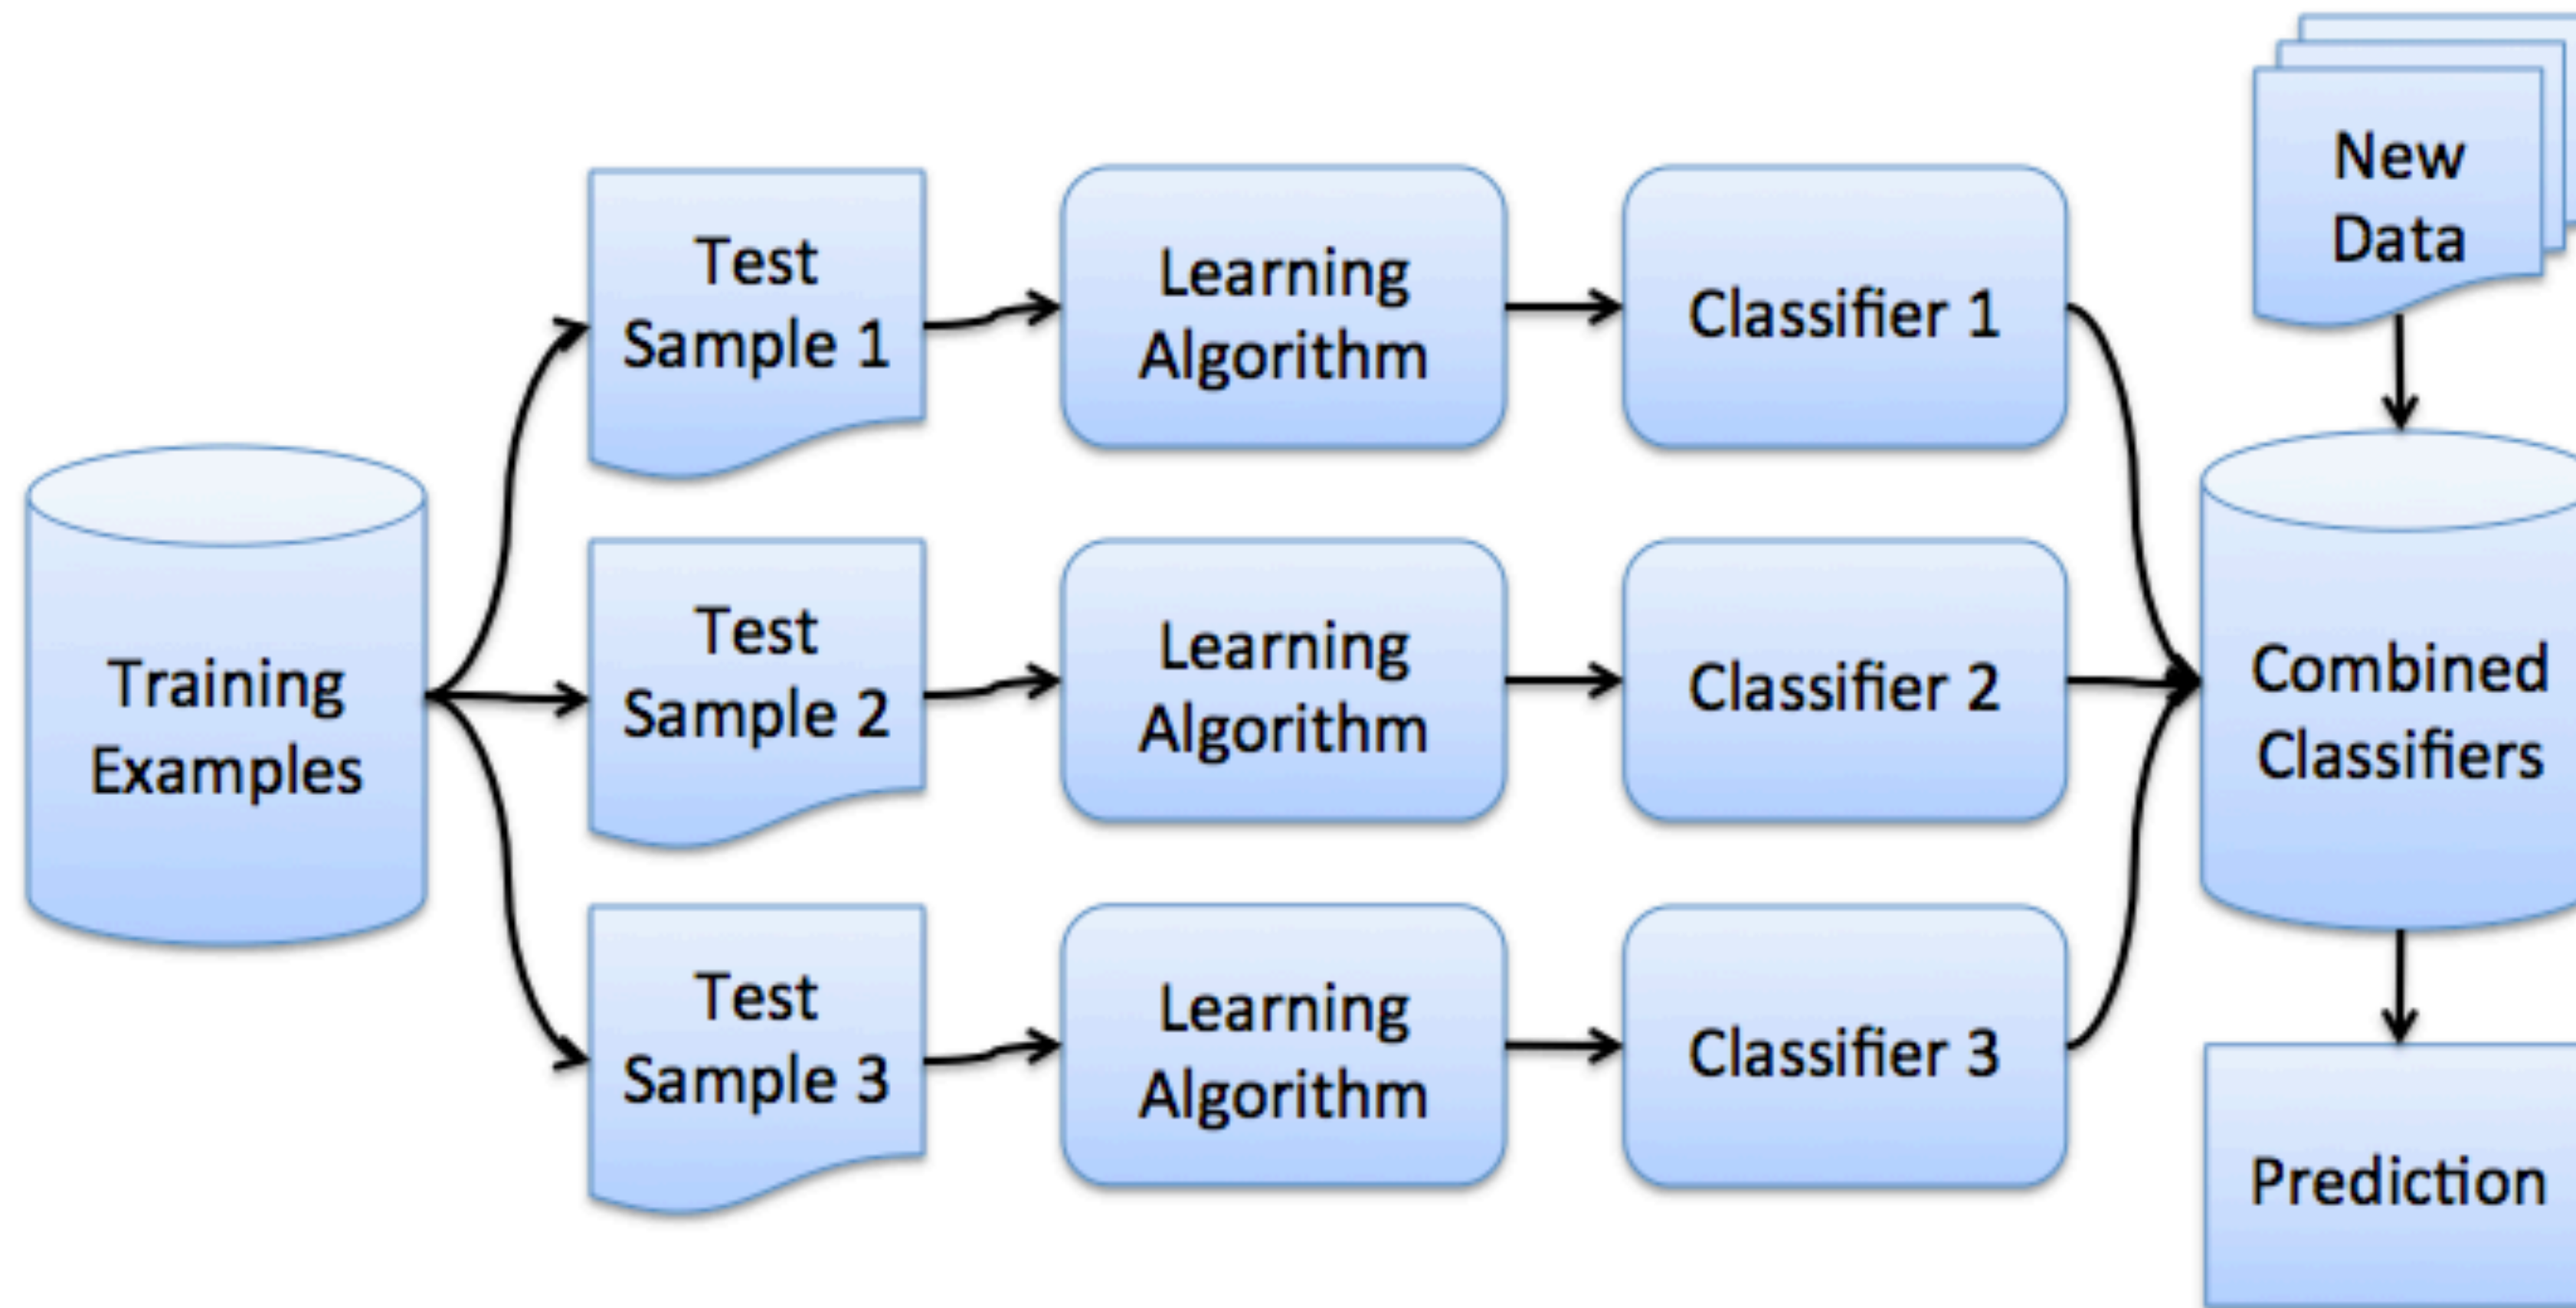 Training
Examples
Test
Sample 1
Learning
Algorithm
Classifier 1
Test
Sample 2
Learning
Algorithm
Classifier 2
Test
Sample 3
Learning
Algorithm
Classifier 3
New
Data
Combined
Classifiers
Prediction